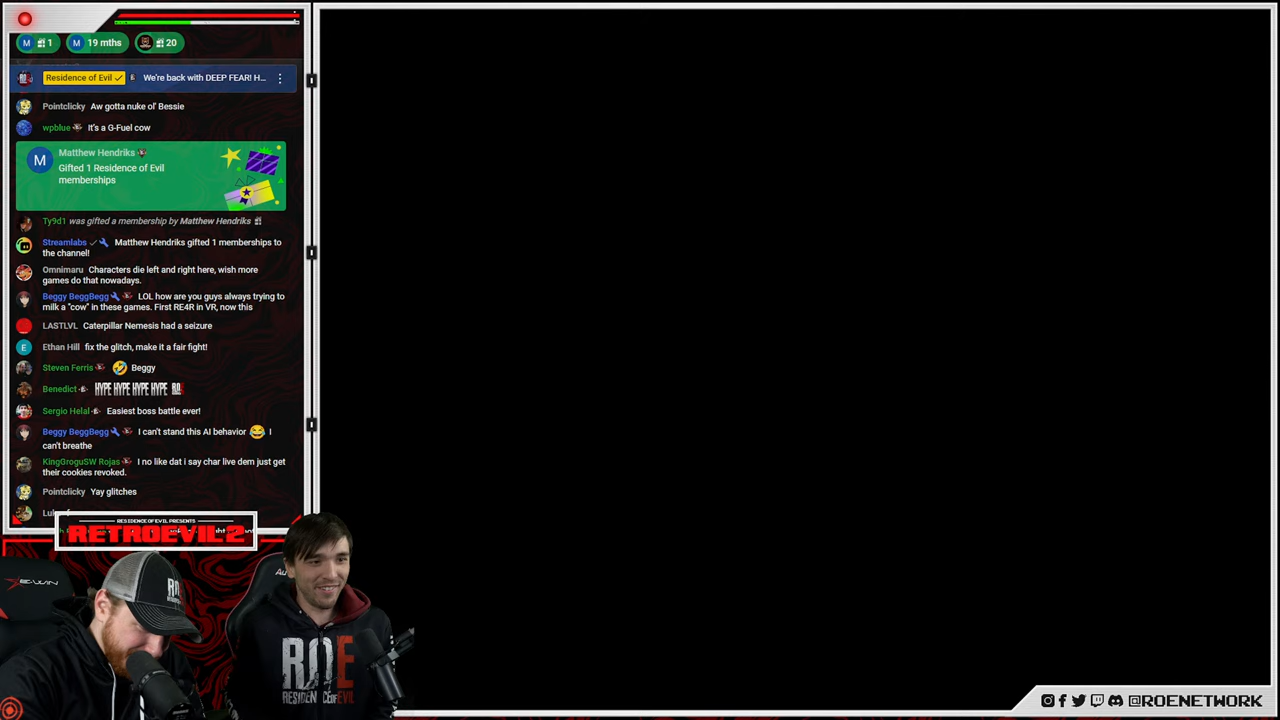 M 1
M 19 mths
20
Residence of Evil We're back with DEEP FEAR! H...
Pointclicky Aw gotta nuke ol' Bessie
wpblue It's a G-Fuel cow
M Matthew Hendriks
Gifted 1 Residence of Evil
memberships
Ty9d1 was gifted a membership by Matthew Hendriks
Streamlabs Matthew Hendriks gifted 1 memberships to
the channel!
Omnimaru Characters die left and right here, wish more
games do that nowadays.
Beggy BeggBegg LOL how are you guys always trying to
milk a "cow" in these games. First RE4R in VR, now this
LASTLVL Caterpillar Nemesis had a seizure
E Ethan Hill fix the glitch, make it a fair fight!
Steven Ferris Beggy
Benedict HYPE HYPE HYPE HYPE ROE
Sergio Helal Easiest boss battle ever!
Beggy BeggBegg I can't stand this AI behavior I
can't breathe
KingGroguSW Rojas I no like dat i say char live dem just get
their cookies revoked.
Pointclicky Yay glitches
RESIDENCE OF EVIL PRESENTS
RETROEVIL 2
ROE
RESIDENCE OF EVIL
@ROENETWORK